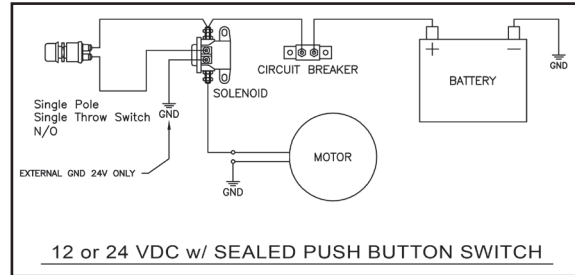 CIRCUIT BREAKER
+
−
BATTERY
GND
SOLENOID
Single Pole
Single Throw Switch
N/O
GND
EXTERNAL GND 24V ONLY
MOTOR
GND
12 or 24 VDC w/ SEALED PUSH BUTTON SWITCH